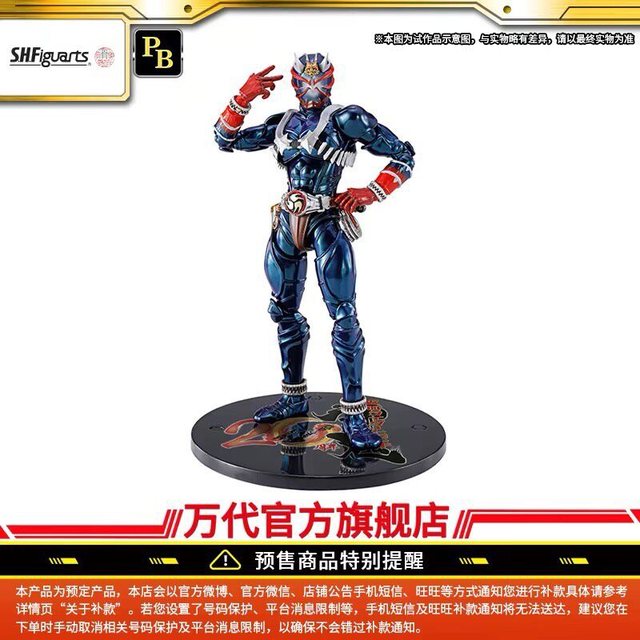 SHFiguarts
PB
※本图为试作品示意图，与实物略有差异，请以最终实物为准
20
万代官方旗舰店
预售商品特别提醒
本产品为预定产品，本店会以官方微博、官方微信、店铺公告手机短信、旺旺等方式通知您进行补款具体请参考
详情页“关于补款”。若您设置了号码保护、平台消息限制等，手机短信及旺旺补款通知将无法送达，建议您在
下单时手动取消相关号码保护及平台消息限制，以确保不会错过补款通知。